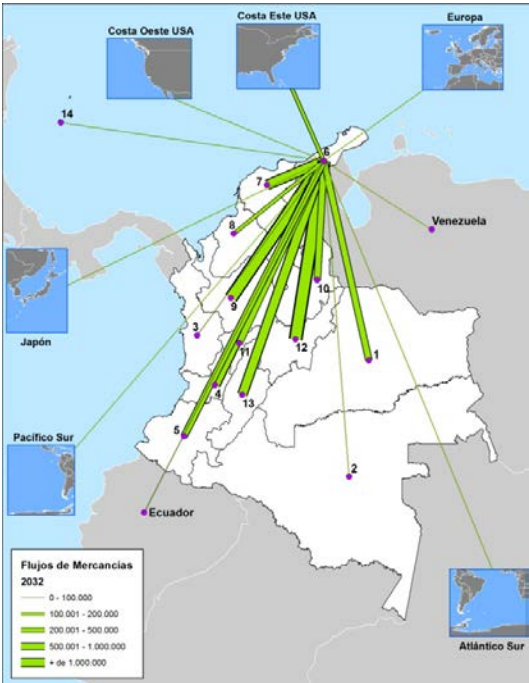 Costa Oeste USA
Costa Este USA
Europa
14
6
7
8
Venezuela
Japón
10
9
3
11
12
1
4
13
5
Pacífico Sur
2
Ecuador
Flujos de Mercancias
2032
0 - 100.000
100.001 - 200.000
200.001 - 500.000
500.001 - 1.000.000
+ de 1.000.000
Atlántico Sur